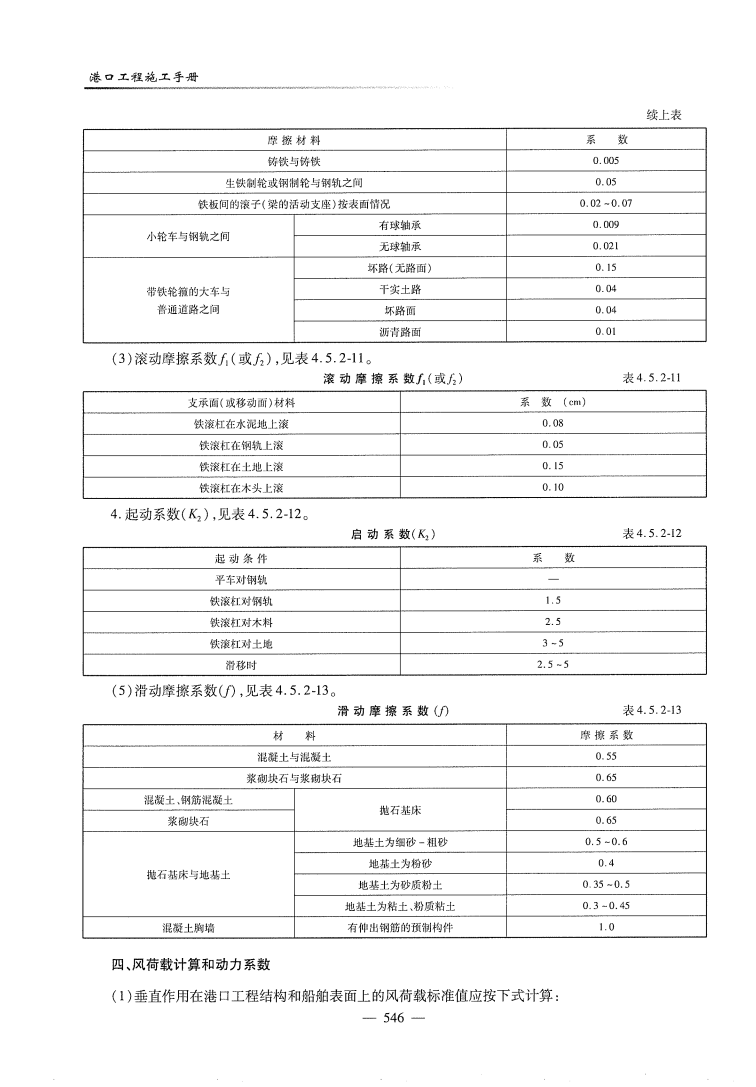 港口工程施工手册
续上表
摩擦材料 系 数
铸铁与铸铁 0.005
生铁制轮或钢制轮与钢轨之间 0.05
铁板间的滚子(梁的活动支座)按表面情况 0.02~0.07
小轮车与钢轨之间 有球轴承 0.009
无球轴承 0.021
带铁轮箍的大车与普通道路之间 坏路(无路面) 0.15
干实土路 0.04
坏路面 0.04
沥青路面 0.01
(3)滚动摩擦系数f₁(或f₂),见表4.5.2-11。
滚动摩擦系数f₁(或f₂) 表4.5.2-11
支承面(或移动面)材料 系 数 (cm)
铁滚杠在水泥地上滚 0.08
铁滚杠在钢轨上滚 0.05
铁滚杠在土地上滚 0.15
铁滚杠在木头上滚 0.10
4.起动系数(K₂),见表4.5.2-12。
启动系数(K₂) 表4.5.2-12
起动条件 系 数
平车对钢轨 —
铁滚杠对钢轨 1.5
铁滚杠对木料 2.5
铁滚杠对土地 3~5
滑移时 2.5~5
(5)滑动摩擦系数(f),见表4.5.2-13。
滑动摩擦系数(f) 表4.5.2-13
材 料 摩擦系数
混凝土与混凝土 0.55
浆砌块石与浆砌块石 0.65
混凝土、钢筋混凝土 抛石基床 0.60
浆砌块石 0.65
抛石基床与地基土 地基土为细砂~粗砂 0.5~0.6
地基土为粉砂 0.4
地基土为砂质粉土 0.35~0.5
地基土为粘土、粉质粘土 0.3~0.45
混凝土胸墙 有伸出钢筋的预制构件 1.0
四、风荷载计算和动力系数
(1)垂直作用在港口工程结构和船舶表面上的风荷载标准值应按下式计算:
— 546 —